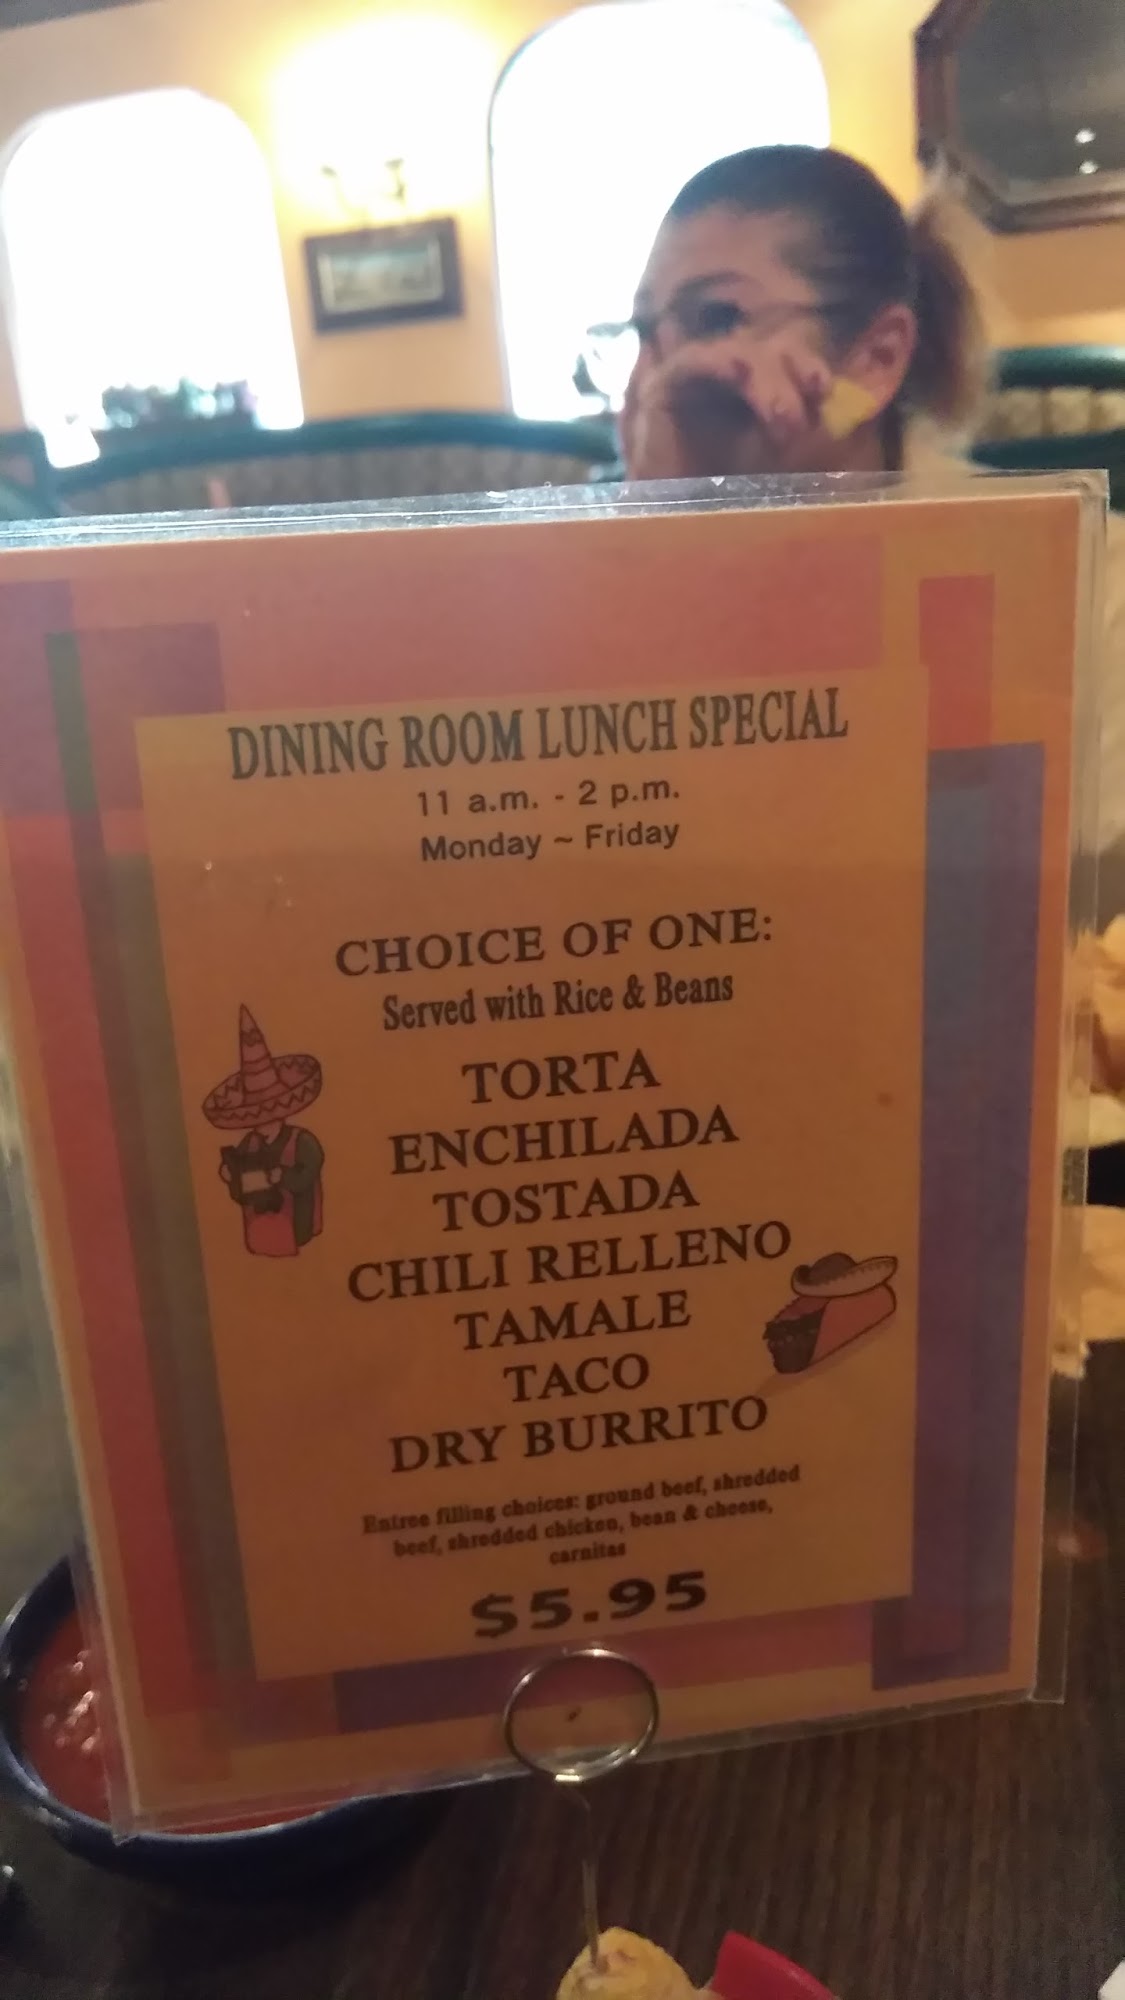 DINING ROOM LUNCH SPECIAL
11 a.m. - 2 p.m.
Monday ~ Friday
CHOICE OF ONE:
Served with Rice & Beans
TORTA
ENCHILADA
TOSTADA
CHILI RELLENO
TAMALE
TACO
DRY BURRITO
Entree filling choices: ground beef, shredded
beef, shredded chicken, bean & cheese,
carnitas
$5.95